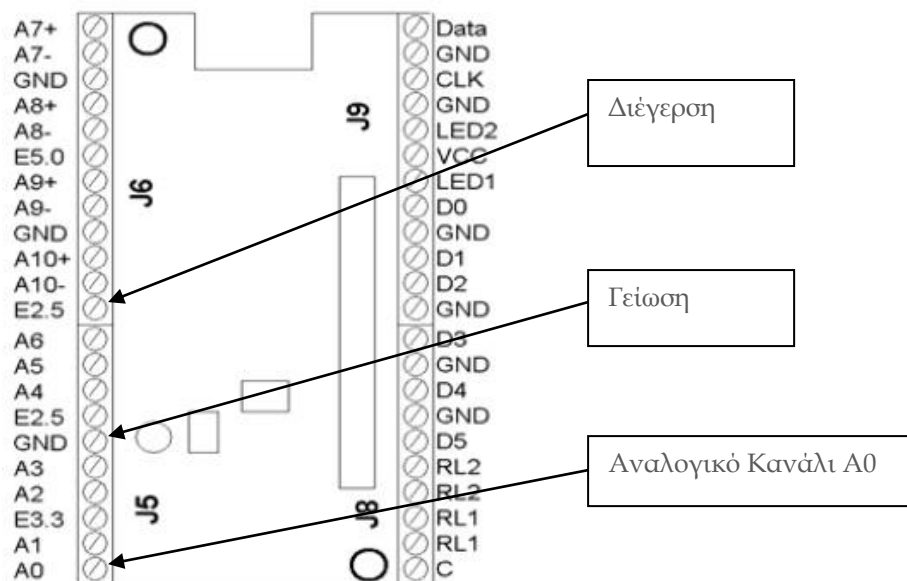 A7+
A7-
GND
A8+
A8-
E5.0
A9+
A9-
GND
A10+
A10-
E2.5
A6
A5
A4
E2.5
GND
A3
A2
E3.3
A1
A0
J6
J5
J9
J8
Data
GND
CLK
GND
LED2
VCC
LED1
D0
GND
D1
D2
GND
D3
GND
D4
GND
D5
RL2
RL2
RL1
RL1
C
Διέγερση
Γείωση
Αναλογικό Κανάλι Α0